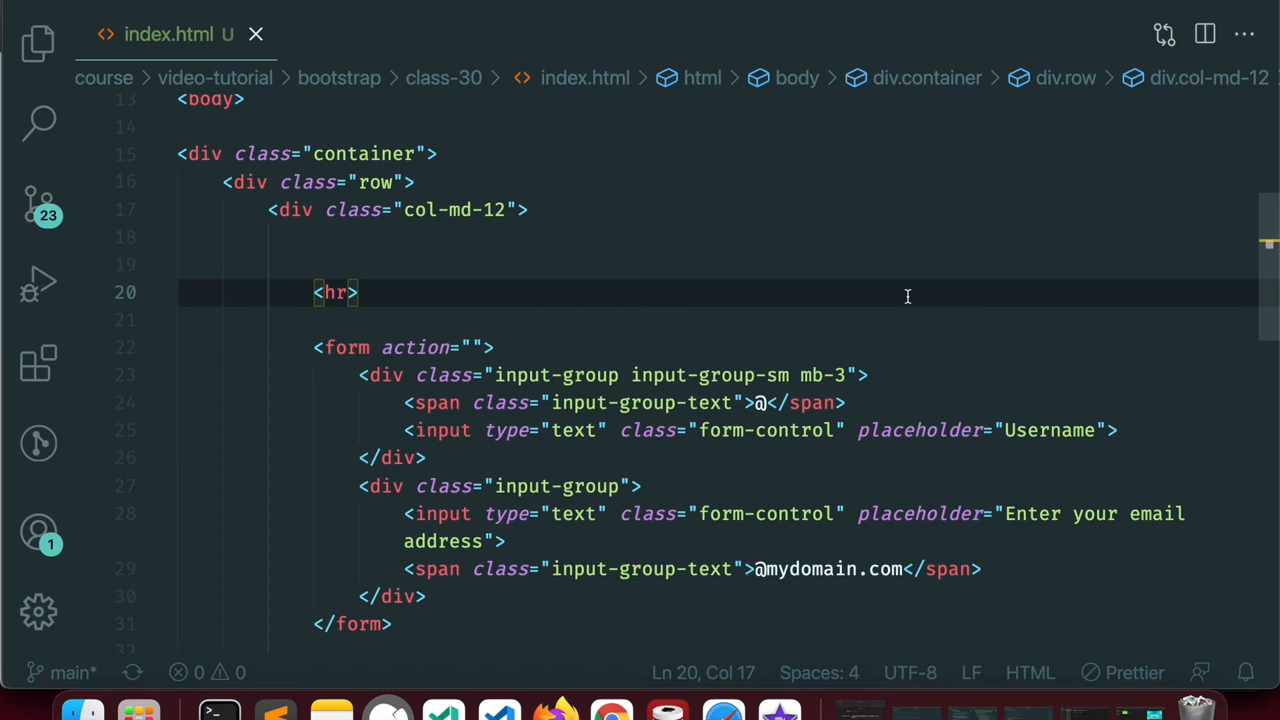 index.html U
course > video-tutorial > bootstrap > class-30 > index.html > html > body > div.container > div.row > div.col-md-12
13 <body>
14
15 <div class="container">
16 <div class="row">
17 <div class="col-md-12">
18
19
20 <hr>
21
22 <form action="">
23 <div class="input-group input-group-sm mb-3">
24 <span class="input-group-text">@</span>
25 <input type="text" class="form-control" placeholder="Username">
26 </div>
27 <div class="input-group">
28 <input type="text" class="form-control" placeholder="Enter your email
address">
29 <span class="input-group-text">@mydomain.com</span>
30 </div>
31 </form>
32
23
1
main* 0 0 Ln 20, Col 17 Spaces: 4 UTF-8 LF HTML Prettier